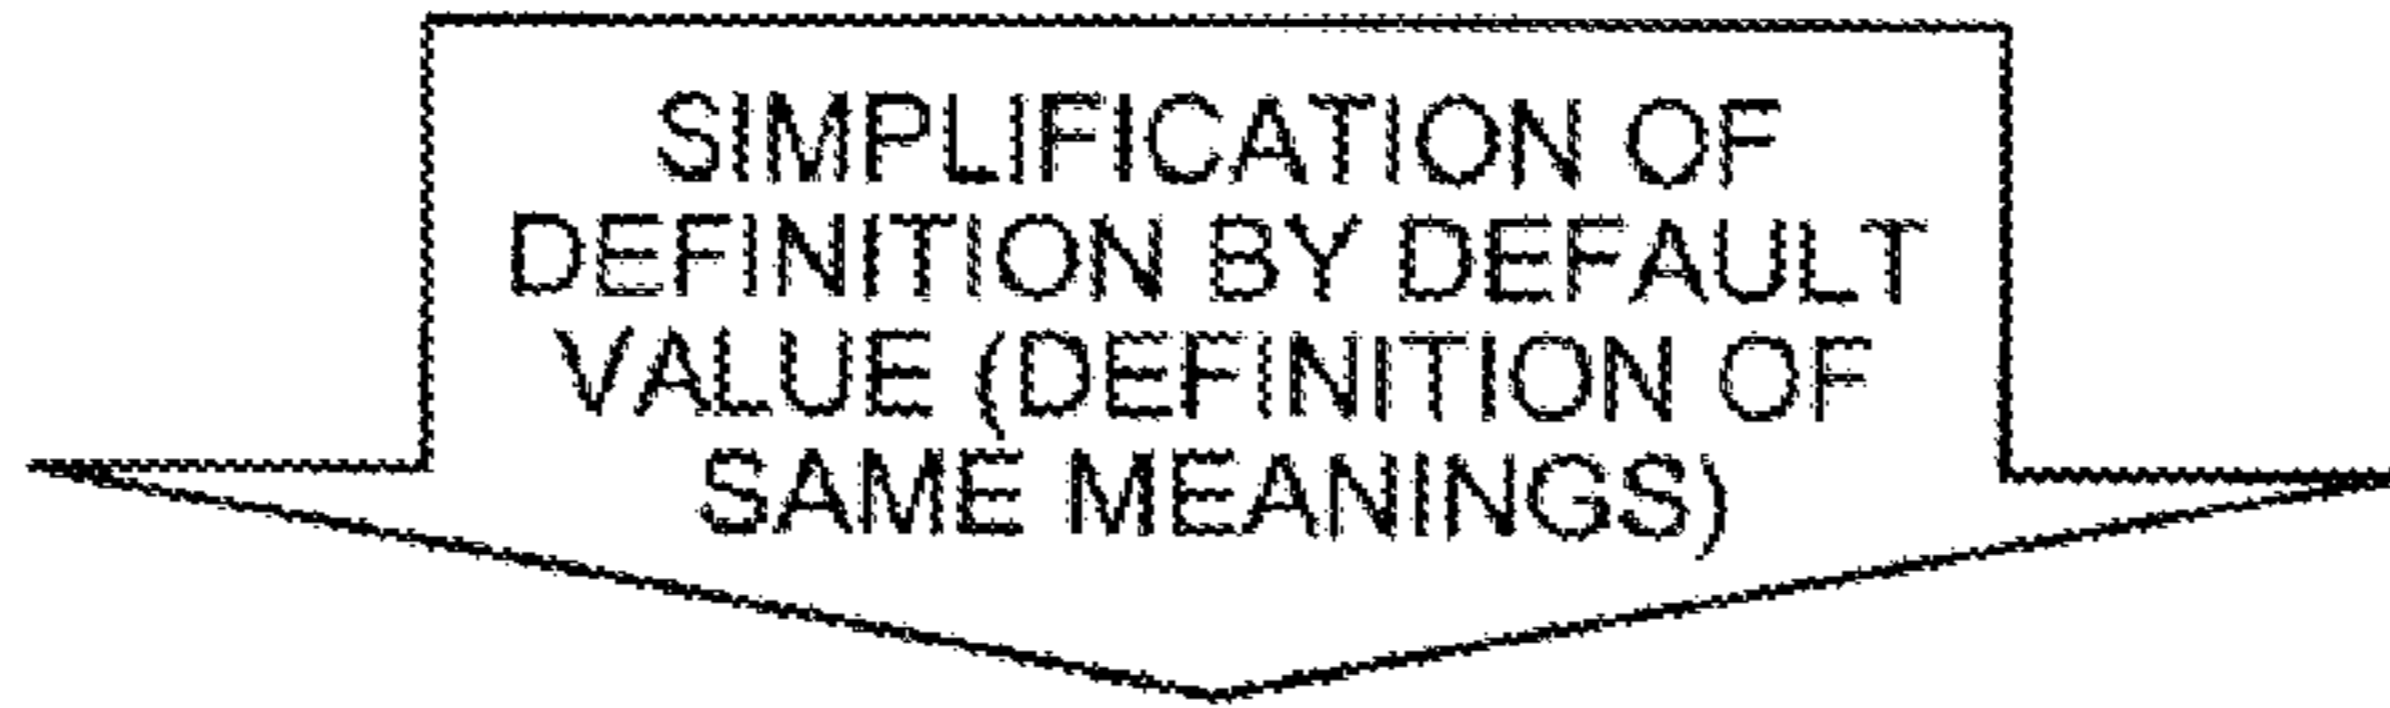 SIMPLIFICATION OF
DEFINITION BY DEFAULT
VALUE (DEFINITION OF
SAME MEANINGS)